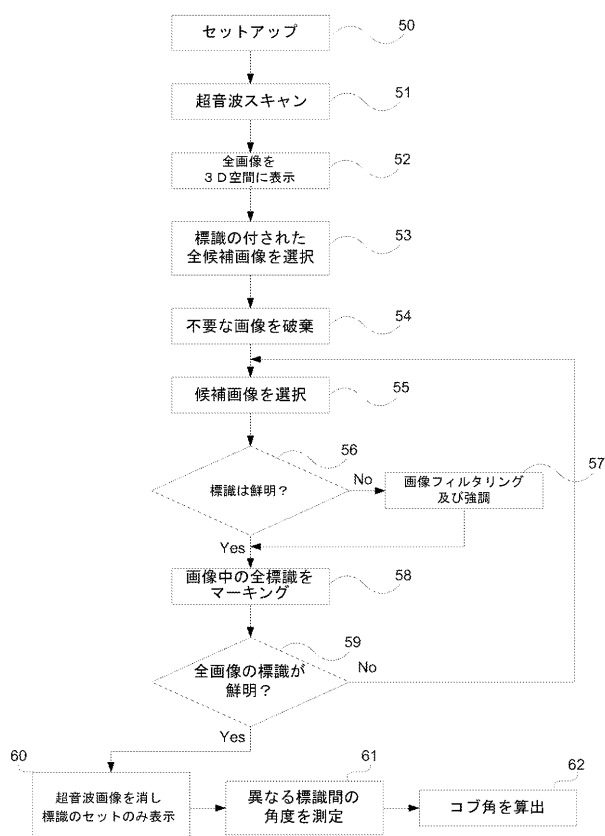 セットアップ
50
超音波スキャン
51
全画像を
３Ｄ空間に表示
52
標識の付された
全候補画像を選択
53
不要な画像を破棄
54
候補画像を選択
55
標識は鮮明？
56
No
画像フィルタリング
及び強調
57
Yes
画像中の全標識を
マーキング
58
全画像の標識が
鮮明？
59
No
Yes
60
超音波画像を消し
標識のセットのみ表示
61
異なる標識間の
角度を測定
62
コブ角を算出